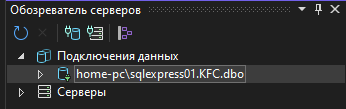 Обозреватель серверов
Подключения данных
home-pc\sqlexpress01.KFC.dbo
Серверы